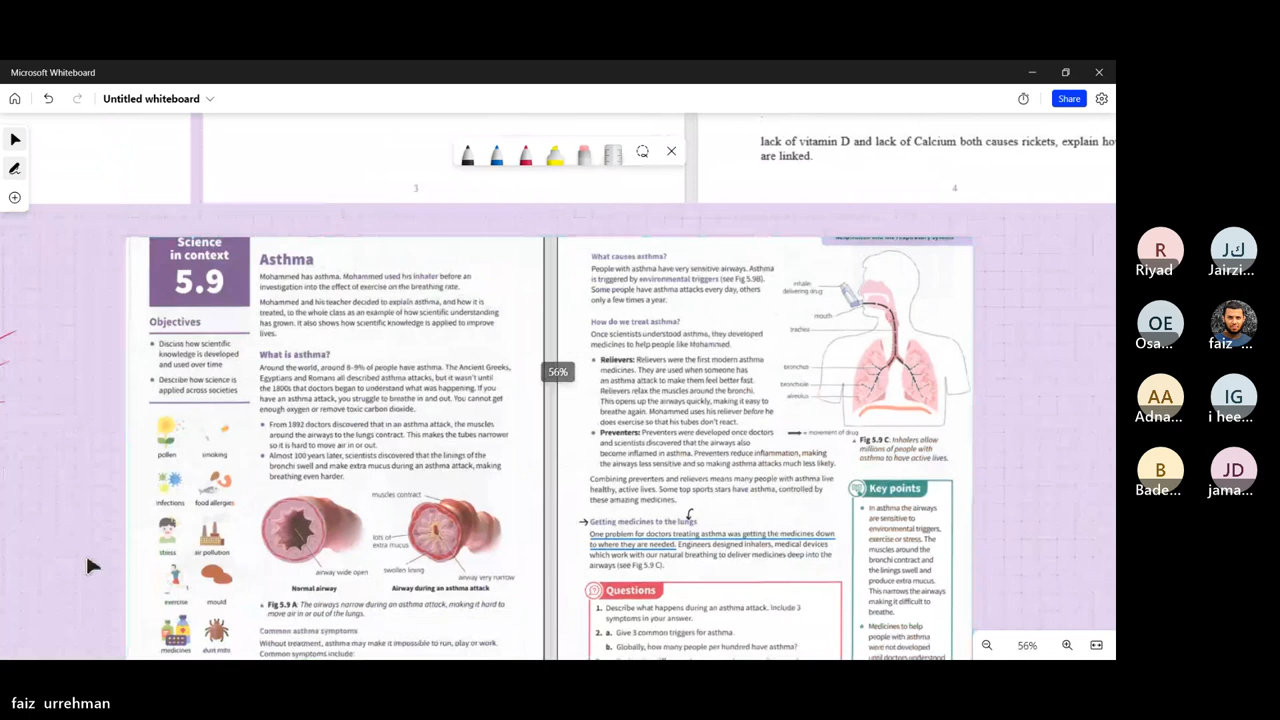 Microsoft Whiteboard
Untitled whiteboard
Share
lack of vitamin D and lack of Calcium both causes rickets, explain ho
are linked.
3
4
Science
in context
5.9
Objectives
Discuss how scientific
knowledge is developed
and used over time
Describe how science is
applied across societies
pollen
smoking
infections
food allergies
stress
air pollution
exercise
mould
medicines
dust mites
Asthma
Mohammed has asthma. Mohammed used his inhaler before an
investigation into the effect of exercise on the breathing rate.
Mohammed and his teacher decided to explain asthma, and how it is
treated, to the whole class as an example of how scientific understanding
has grown. It also shows how scientific knowledge is applied to improve
lives.
What is asthma?
Around the world, around 8–9% of people have asthma. The Ancient Greeks,
Egyptians and Romans all described asthma attacks, but it wasn't until
the 1800s that doctors began to understand what was happening. If you
have an asthma attack, you struggle to breathe in and out. You cannot get
enough oxygen or remove toxic carbon dioxide.
From 1892 doctors discovered that in an asthma attack, the muscles
around the airways to the lungs contract. This makes the tubes narrower
so it is hard to move air in or out.
Almost 100 years later, scientists discovered that the linings of the
bronchi swell and make extra mucus during an asthma attack, making
breathing even harder.
muscles contract
lots of
extra mucus
airway wide open
swollen lining
airway very narrow
Normal airway
Airway during an asthma attack
Fig 5.9 A: The airways narrow during an asthma attack, making it hard to
move air in or out of the lungs.
Common asthma symptoms
Without treatment, asthma may make it impossible to run, play or work.
Common symptoms include:
56%
What causes asthma?
People with asthma have very sensitive airways. Asthma
is triggered by environmental triggers (see Fig 5.9B).
Some people have asthma attacks every day, others
only a few times a year.
How do we treat asthma?
Once scientists understood asthma, they developed
medicines to help people like Mohammed.
Relievers: Relievers were the first modern asthma
medicines. They are used when someone has
an asthma attack to make them feel better fast.
Relievers relax the muscles around the bronchi.
This opens up the airways quickly, making it easy to
breathe again. Mohammed uses his reliever before he
does exercise so that his tubes don't react.
Preventers: Preventers were developed once doctors
and scientists discovered that the airways also
become inflamed in asthma. Preventers reduce inflammation, making
the airways less sensitive and so making asthma attacks much less likely.
Combining preventers and relievers means many people with asthma live
healthy, active lives. Some top sports stars have asthma, controlled by
these amazing medicines.
Getting medicines to the lungs
One problem for doctors treating asthma was getting the medicines down
to where they are needed. Engineers designed inhalers, medical devices
which work with our natural breathing to deliver medicines deep into the
airways (see Fig 5.9 C).
Questions
1. Describe what happens during an asthma attack. Include 3
symptoms in your answer.
2. a. Give 3 common triggers for asthma.
b. Globally, how many people per hundred have asthma?
inhaler
delivering drug
mouth
trachea
bronchus
bronchiole
alveolus
= movement of drug
Fig 5.9 C: Inhalers allow
millions of people with
asthma to have active lives.
Key points
In asthma the airways
are sensitive to
environmental triggers,
exercise or stress. The
muscles around the
bronchi contract and
the linings swell and
produce extra mucus.
This narrows the airways
making it difficult to
breathe.
Medicines to help
people with asthma
were not developed
until doctors understood
56%
R
Riyad
Jairzi...
OE
Osa...
faiz ...
AA
Adna...
IG
i hee...
B
Bade...
JD
jama...
faiz urrehman